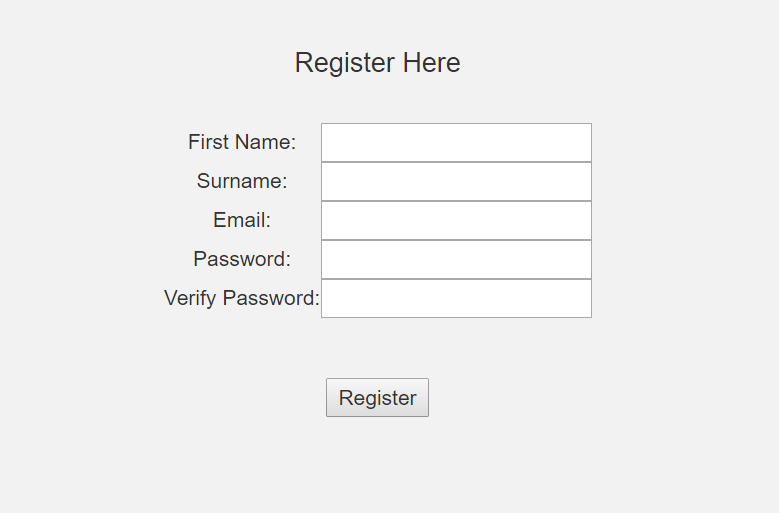 Register Here
First Name:
Surname:
Email:
Password:
Verify Password:
Register